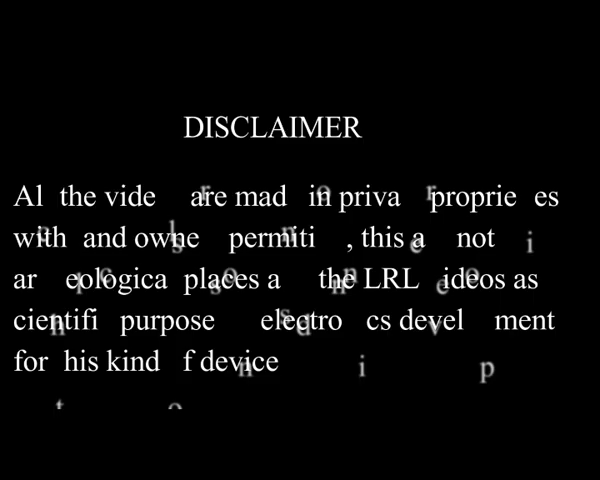 DISCLAIMER
Al the vide are mad in priva proprie es
with and owne permiti , this a not
ar eologica places a the LRL ideos as
cientifi purpose electro cs devel ment
for his kind f device